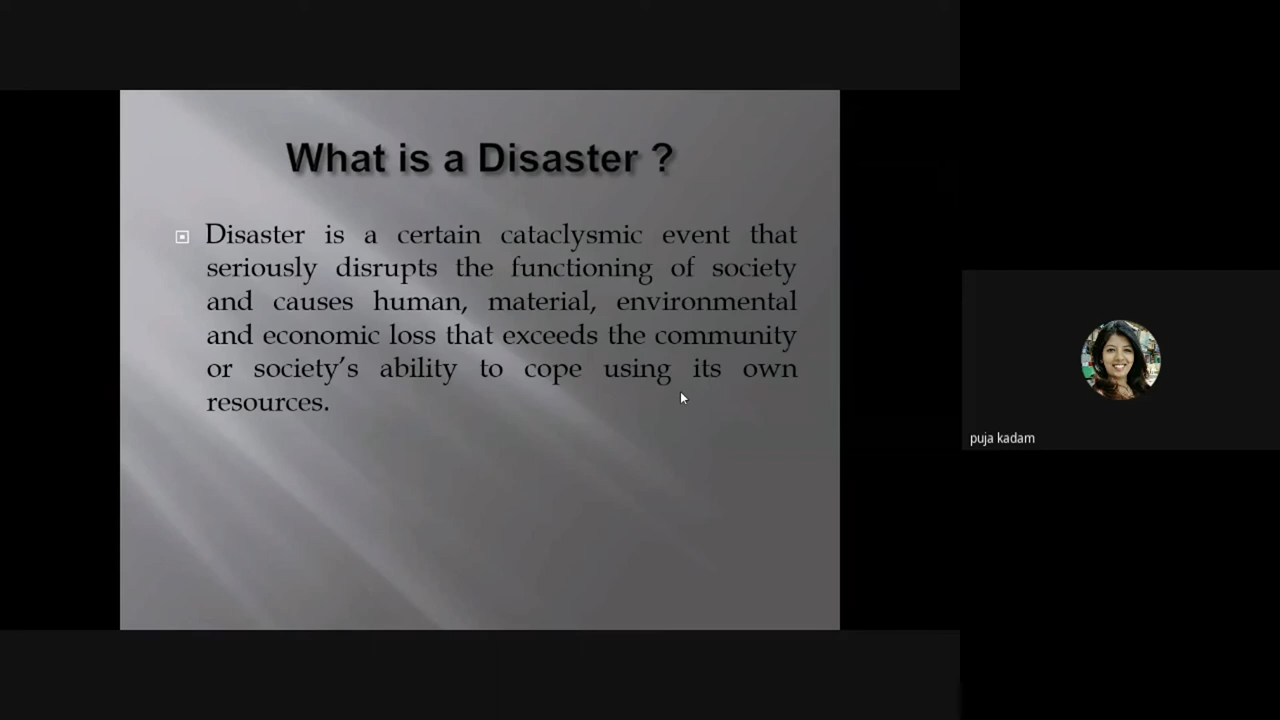 What is a Disaster ?
Disaster is a certain cataclysmic event that
seriously disrupts the functioning of society
and causes human, material, environmental
and economic loss that exceeds the community
or society’s ability to cope using its own
resources.
puja kadam